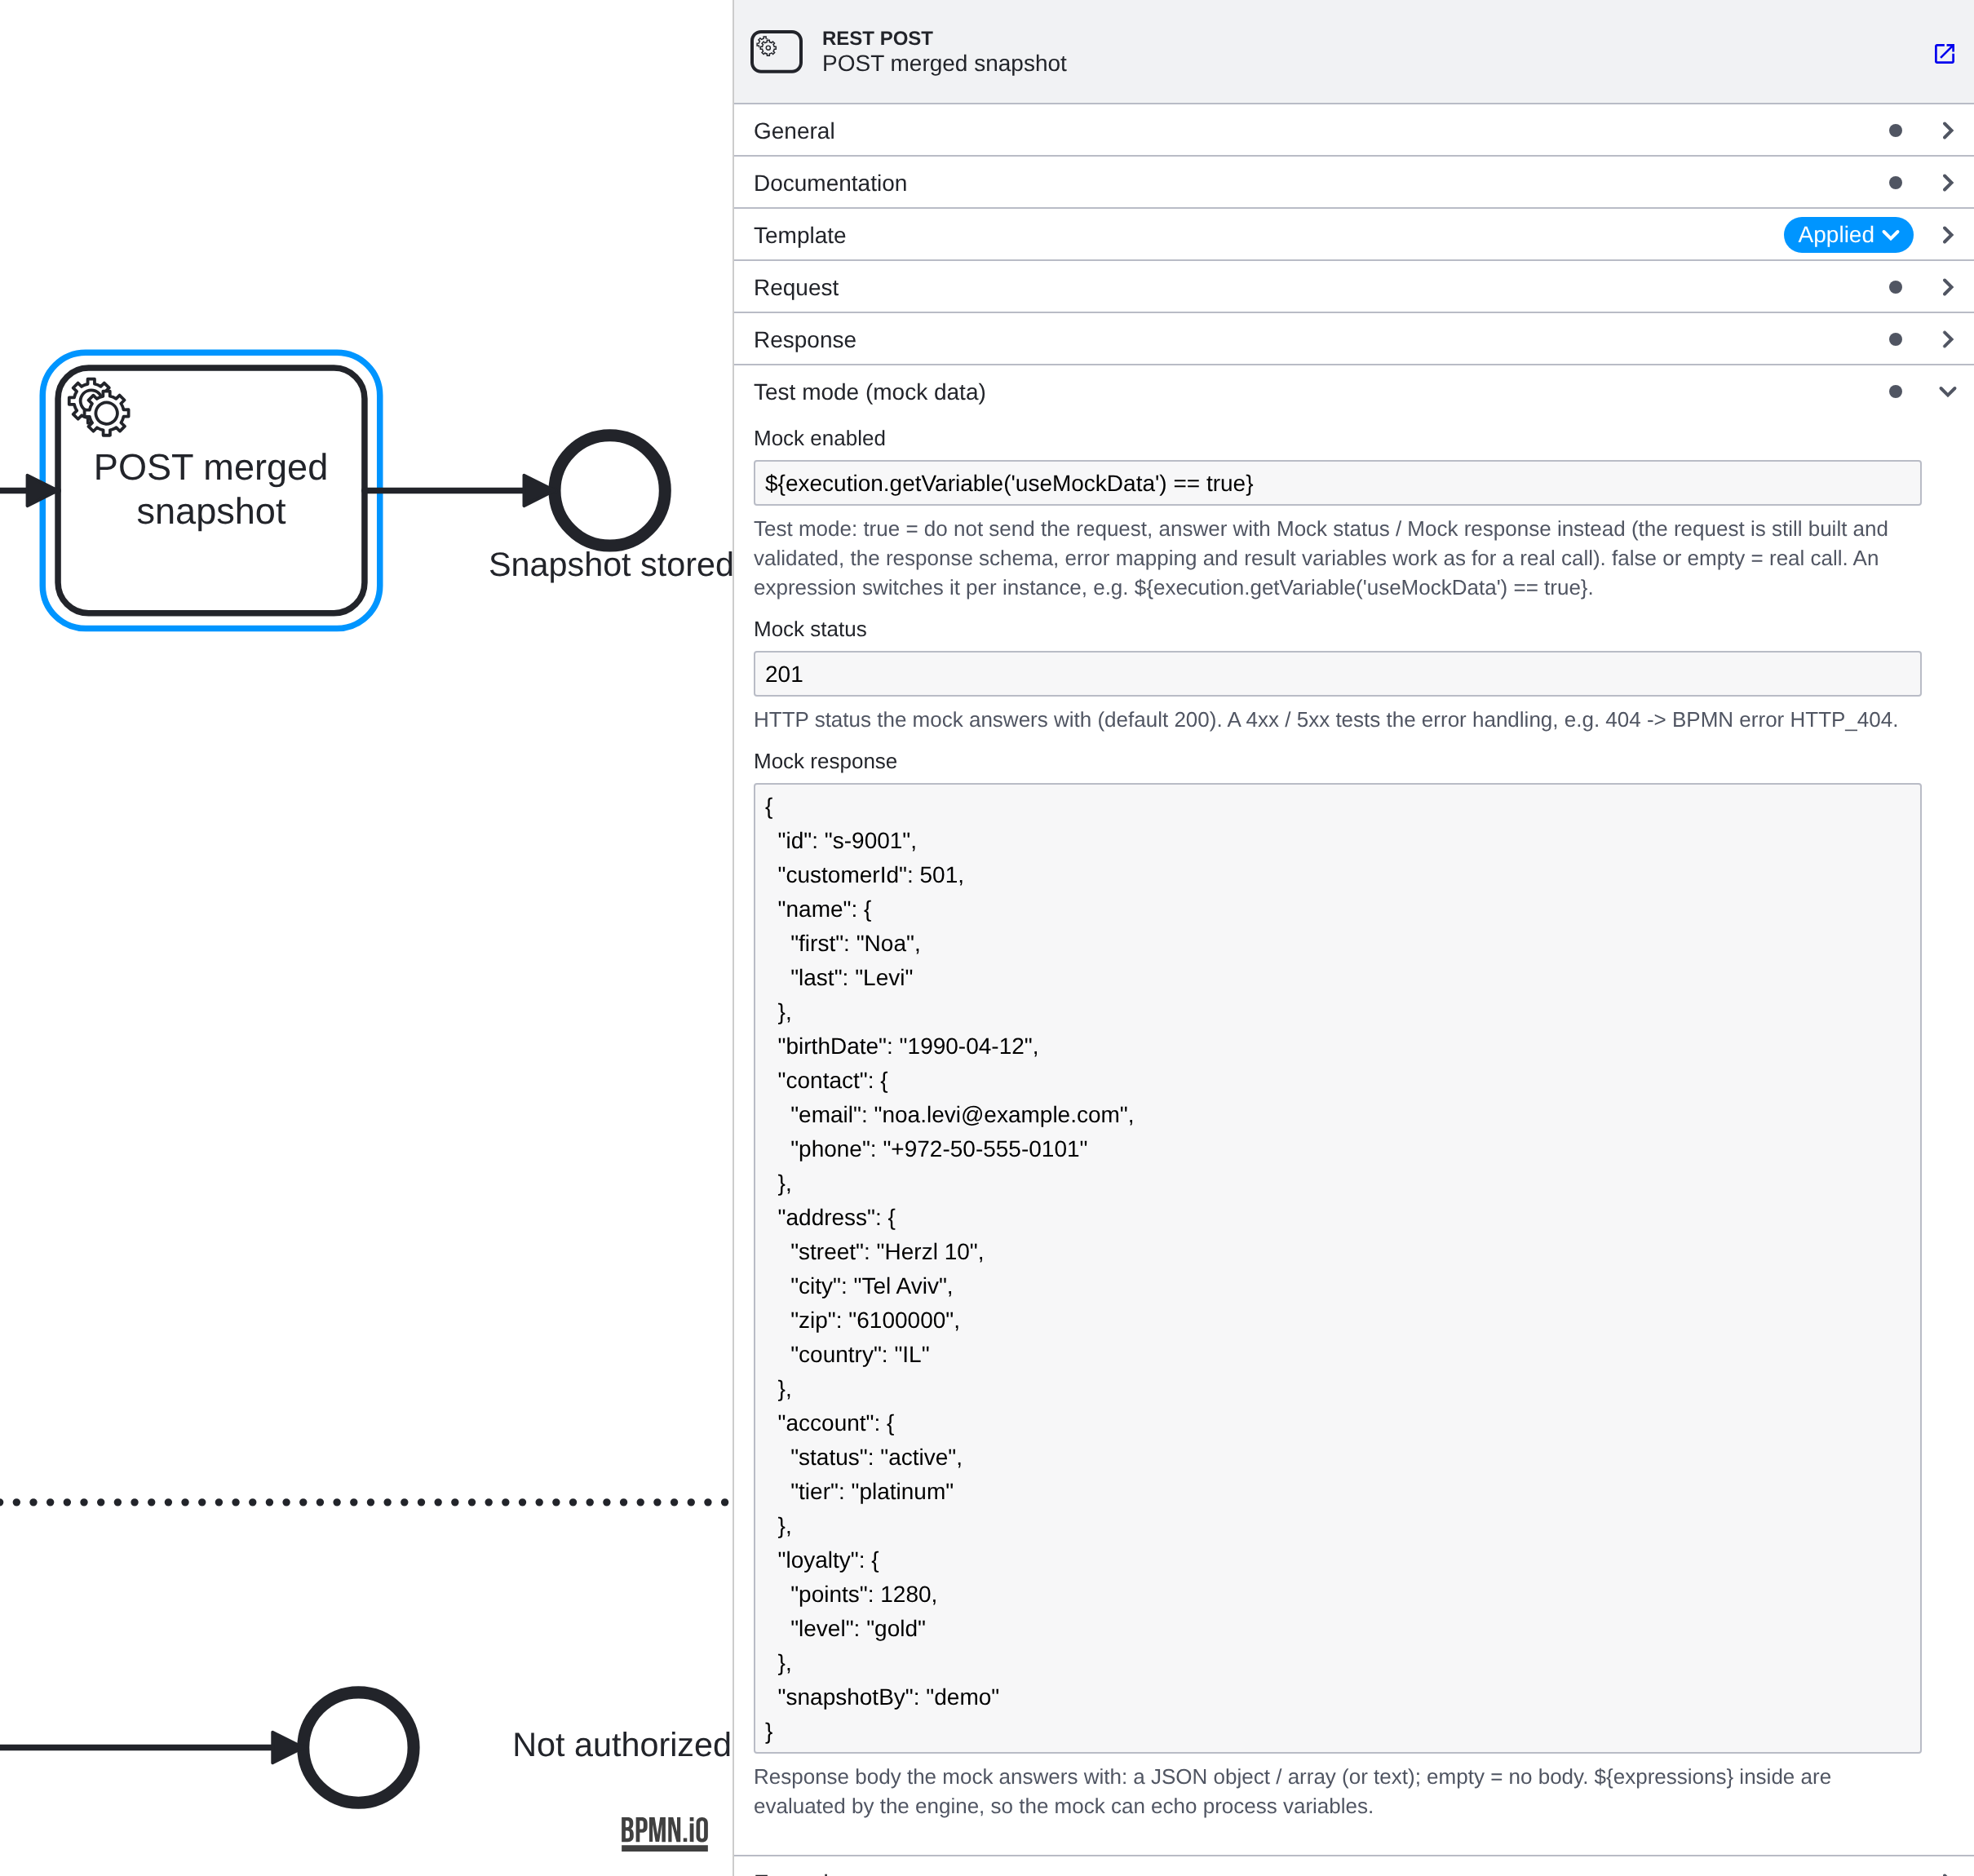 REST POST
POST merged snapshot
General
Documentation
Template
Applied
Request
Response
Test mode (mock data)
Mock enabled
${execution.getVariable('useMockData') == true}
Test mode: true = do not send the request, answer with Mock status / Mock response instead (the request is still built and
validated, the response schema, error mapping and result variables work as for a real call). false or empty = real call. An
expression switches it per instance, e.g. ${execution.getVariable('useMockData') == true}.
Mock status
201
HTTP status the mock answers with (default 200). A 4xx / 5xx tests the error handling, e.g. 404 -> BPMN error HTTP_404.
Mock response
{
"id": "s-9001",
"customerId": 501,
"name": {
"first": "Noa",
"last": "Levi"
},
"birthDate": "1990-04-12",
"contact": {
"email": "noa.levi@example.com",
"phone": "+972-50-555-0101"
},
"address": {
"street": "Herzl 10",
"city": "Tel Aviv",
"zip": "6100000",
"country": "IL"
},
"account": {
"status": "active",
"tier": "platinum"
},
"loyalty": {
"points": 1280,
"level": "gold"
},
"snapshotBy": "demo"
}
Response body the mock answers with: a JSON object / array (or text); empty = no body. ${expressions} inside are
evaluated by the engine, so the mock can echo process variables.
POST merged
snapshot
Snapshot stored
Not authorized
BPMN.iO